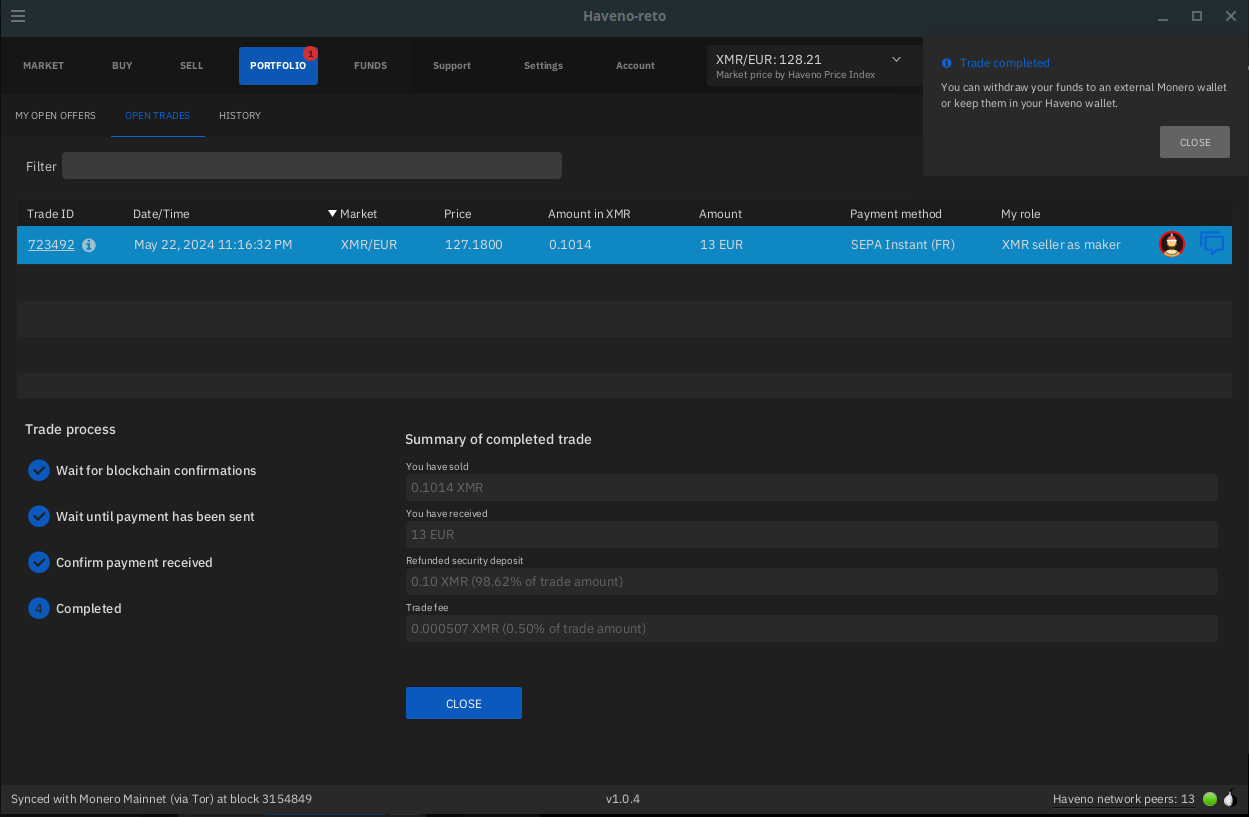 Haveno-reto
MARKET BUY SELL PORTFOLIO 1 FUNDS Support Settings Account
XMR/EUR: 128.21
Market price by Haveno Price Index
Trade completed
You can withdraw your funds to an external Monero wallet
or keep them in your Haveno wallet.
CLOSE
MY OPEN OFFERS OPEN TRADES HISTORY
Filter
Trade ID Date/Time Market Price Amount in XMR Amount Payment method My role
723492 May 22, 2024 11:16:32 PM XMR/EUR 127.1800 0.1014 13 EUR SEPA Instant (FR) XMR seller as maker
Trade process
Wait for blockchain confirmations
Wait until payment has been sent
Confirm payment received
4 Completed
Summary of completed trade
You have sold
0.1014 XMR
You have received
13 EUR
Refunded security deposit
0.10 XMR (98.62% of trade amount)
Trade fee
0.000507 XMR (0.50% of trade amount)
CLOSE
Synced with Monero Mainnet (via Tor) at block 3154849 v1.0.4 Haveno network peers: 13